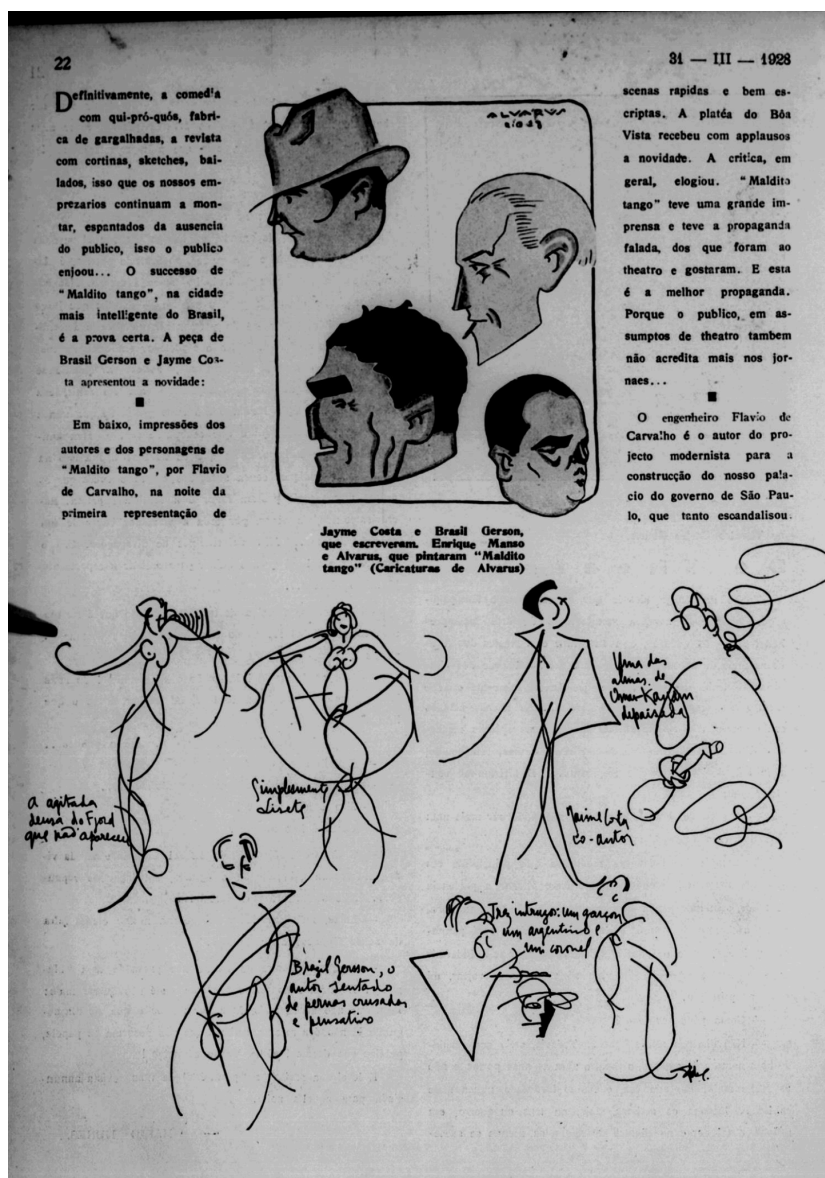 22
31 — III — 1928
Definitivamente, a comedia
com qui-pró-quós, fabri-
ca de gargalhadas, a revista
com cortinas, sketches, bai-
lados, isso que os nossos em-
prezarios continuam a mon-
tar, espantados da ausencia
do publico, isso o publico
enjoou... O successo de
"Maldito tango", na cidade
mais intelligente do Brasil,
é a prova certa. A peça de
Brasil Gerson e Jayme Cos-
ta apresentou a novidade:
Em baixo, impressões dos
autores e dos personagens de
"Maldito tango", por Flavio
de Carvalho, na noite da
primeira representação de
ALVARUS
RIO 28
Jayme Costa e Brasil Gerson,
que escreveram. Enrique Manso
e Alvarus, que pintaram "Maldito
tango" (Caricaturas de Alvarus)
scenas rapidas e bem es-
criptas. A platéa do Bôa
Vista recebeu com applausos
a novidade. A critica, em
geral, elogiou. "Maldito
tango" teve uma grande im-
prensa e teve a propaganda
falada, dos que foram ao
theatro e gostaram. E esta
é a melhor propaganda.
Porque o publico, em as-
sumptos de theatro tambem
não acredita mais nos jor-
naes...
O engenheiro Flavio de
Carvalho é o autor do pro-
jecto modernista para a
construcção do nosso pala-
cio do governo de São Pau-
lo, que tanto escandalisou.
A agitada
deusa do Fjord
que não apareceu
Simplesmente
Lisete
Uma das
almas de
Omar Kayam
depaisada
Jaime Costa
co-autor
Brazil Gerson, o
autor sentado
de pernas crusadas
e pensativo
Tres intruzos: um garçon
um argentino e
um coronel